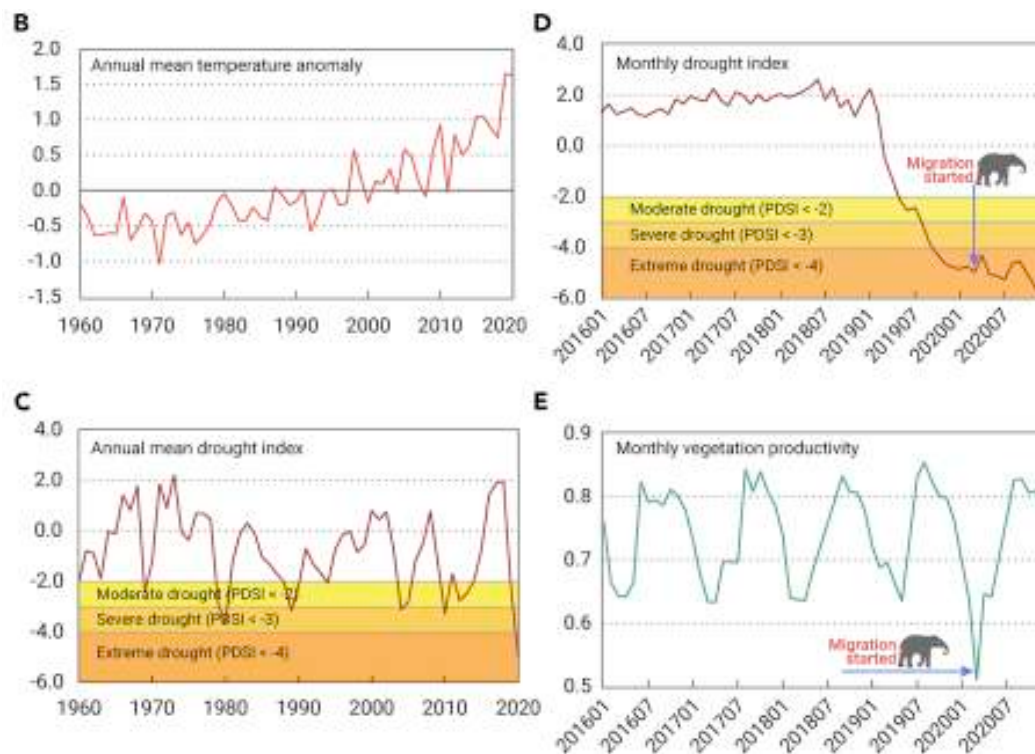 B
Annual mean temperature anomaly
2.0
1.5
1.0
0.5
0.0
-0.5
-1.0
-1.5
1960 1970 1980 1990 2000 2010 2020
D
Monthly drought index
4.0
2.0
0.0
-2.0
-4.0
-6.0
Migration
started
Moderate drought (PDSI < -2)
Severe drought (PDSI < -3)
Extreme drought (PDSI < -4)
201601 201607 201701 201707 201801 201807 201901 201907 202001 202007
C
Annual mean drought index
4.0
2.0
0.0
-2.0
-4.0
-6.0
Moderate drought (PDSI < -2)
Severe drought (PDSI < -3)
Extreme drought (PDSI < -4)
1960 1970 1980 1990 2000 2010 2020
E
Monthly vegetation productivity
0.9
0.8
0.7
0.6
0.5
Migration
started
201601 201607 201701 201707 201801 201807 201901 201907 202001 202007